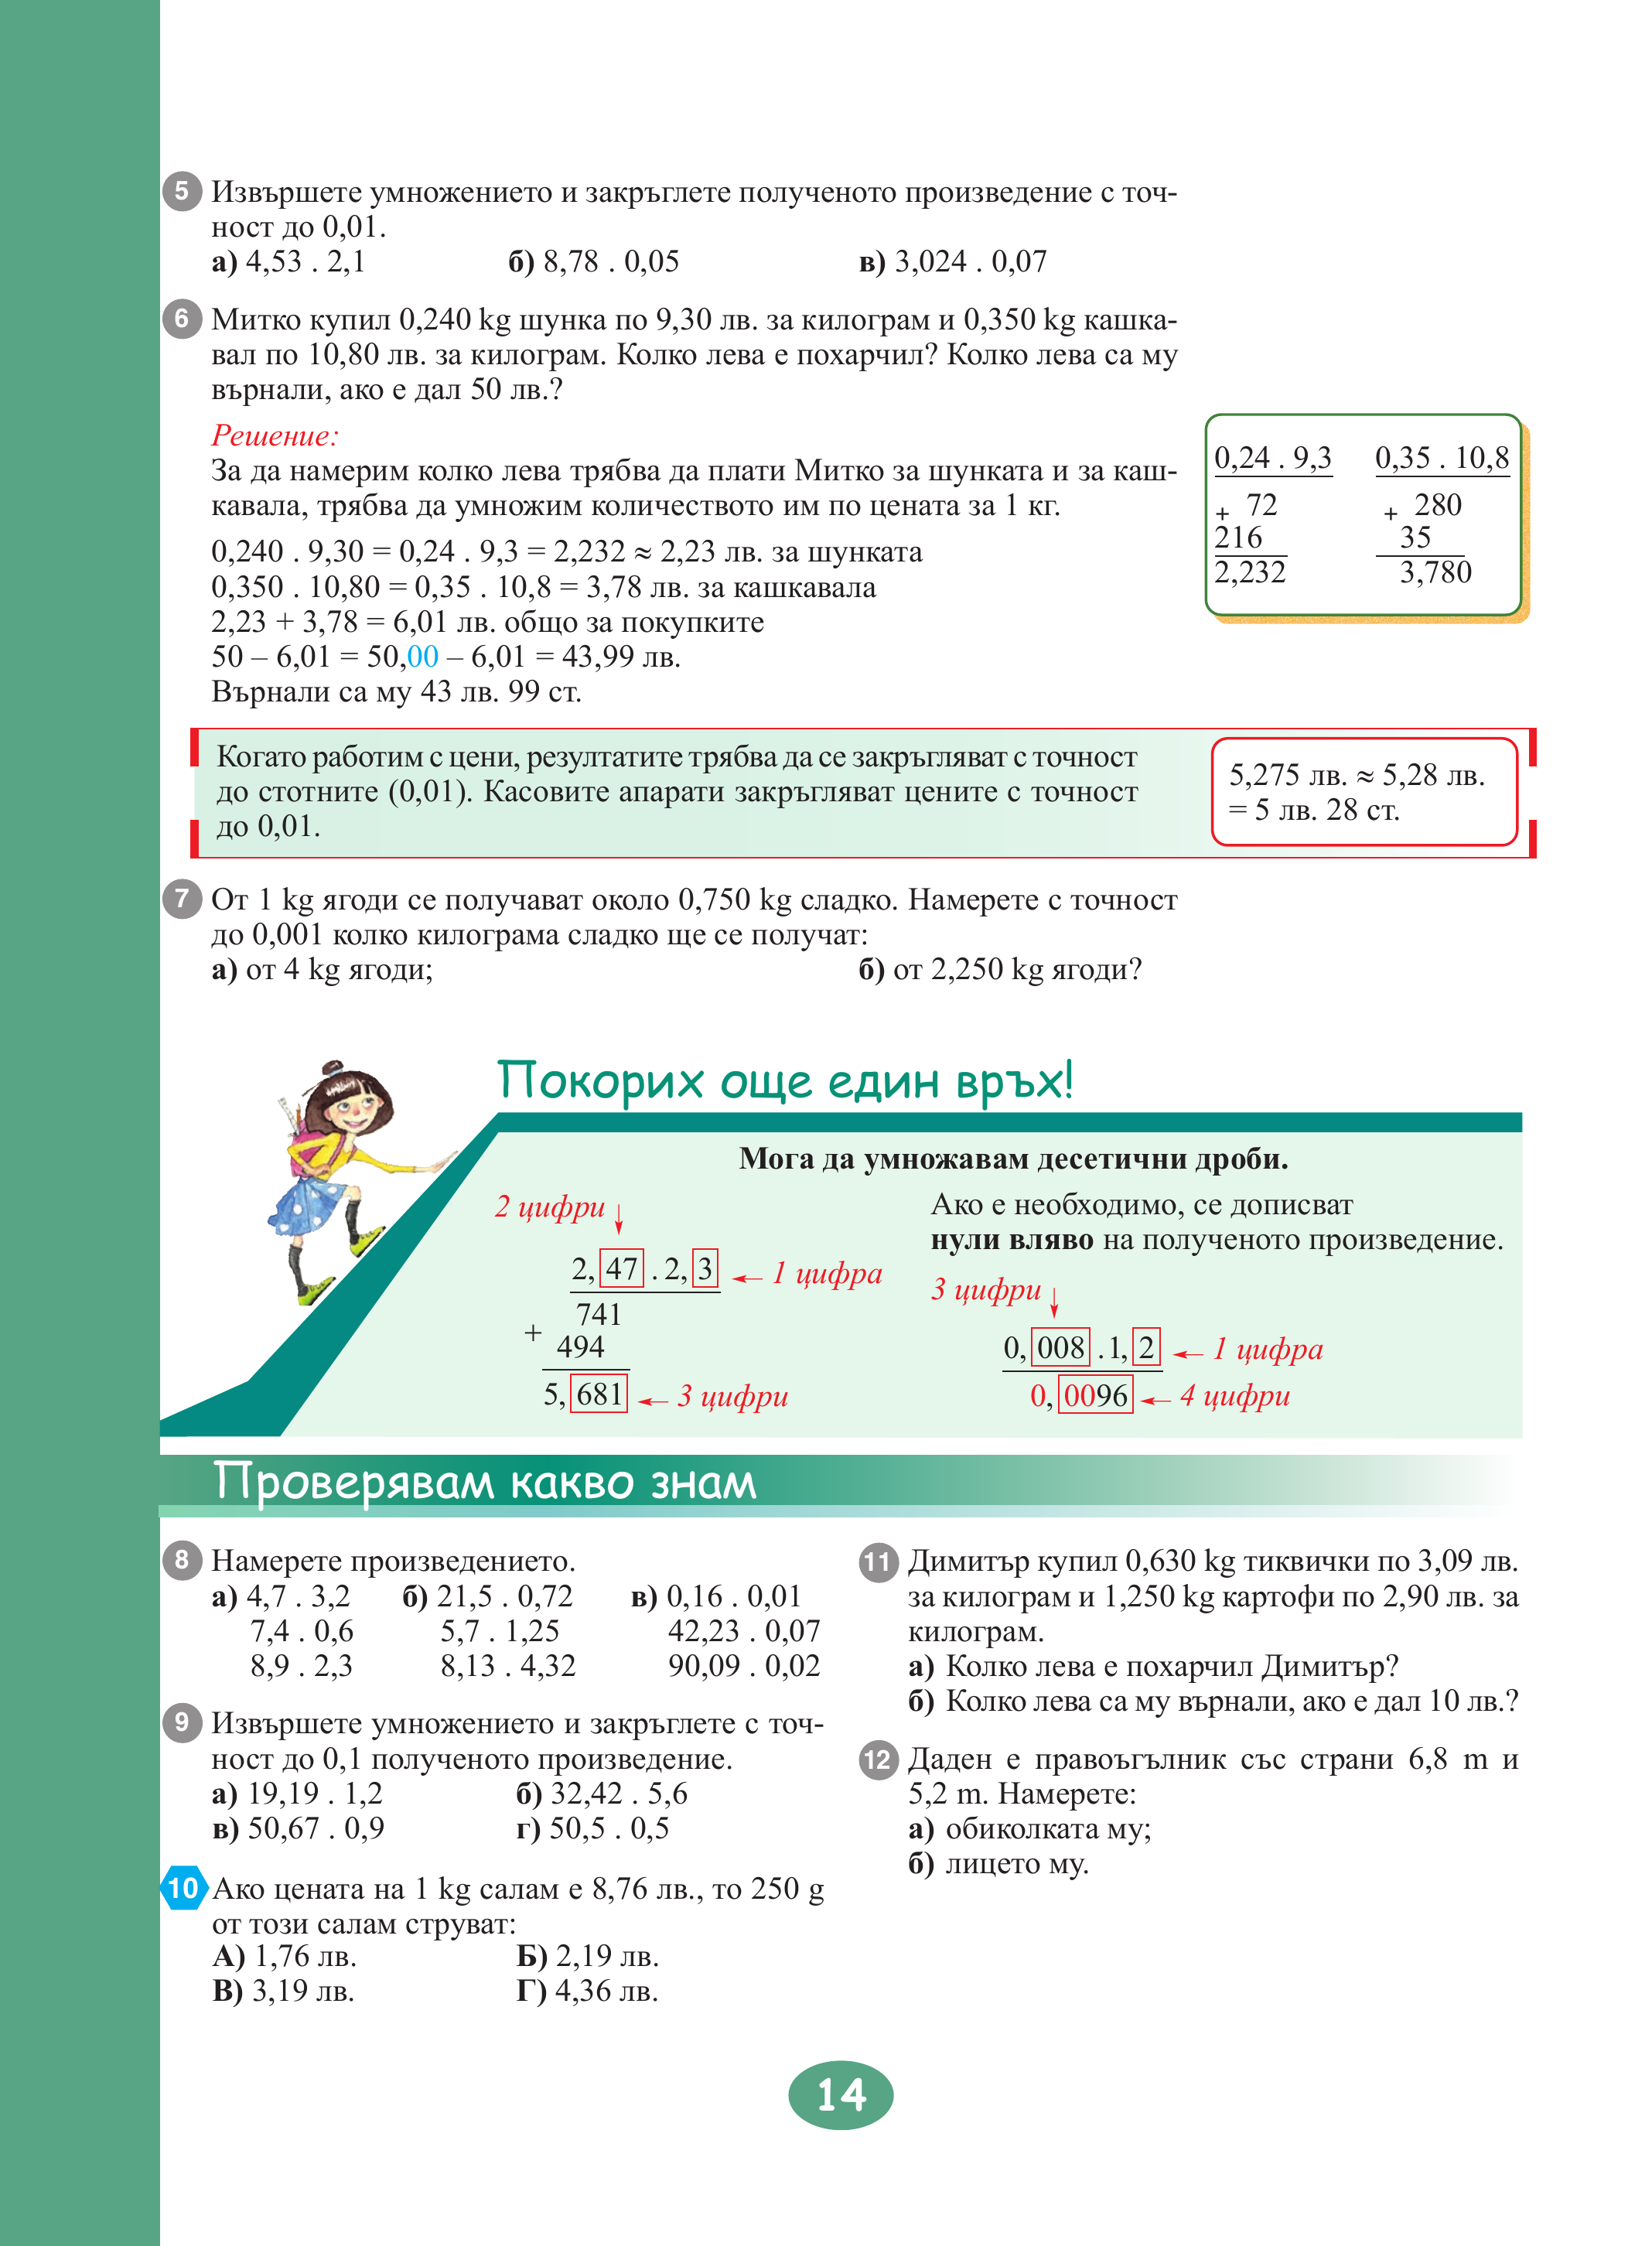 5 Извършете умножението и закръглете полученото произведение с точ-
ност до 0,01.
а) 4,53 . 2,1 б) 8,78 . 0,05 в) 3,024 . 0,07
6 Митко купил 0,240 kg шунка по 9,30 лв. за килограм и 0,350 kg кашка-
вал по 10,80 лв. за килограм. Колко лева е похарчил? Колко лева са му
върнали, ако е дал 50 лв.?
Решение:
За да намерим колко лева трябва да плати Митко за шунката и за каш-
кавала, трябва да умножим количеството им по цената за 1 кг.
0,240 . 9,30 = 0,24 . 9,3 = 2,232 ≈ 2,23 лв. за шунката
0,350 . 10,80 = 0,35 . 10,8 = 3,78 лв. за кашкавала
2,23 + 3,78 = 6,01 лв. общо за покупките
50 – 6,01 = 50,00 – 6,01 = 43,99 лв.
Върнали са му 43 лв. 99 ст.
0,24 . 9,3 0,35 . 10,8
+ 72 + 280
216 35
2,232 3,780
Когато работим с цени, резултатите трябва да се закръгляват с точност
до стотните (0,01). Касовите апарати закръгляват цените с точност
до 0,01.
5,275 лв. ≈ 5,28 лв.
= 5 лв. 28 ст.
7 От 1 kg ягоди се получават около 0,750 kg сладко. Намерете с точност
до 0,001 колко килограма сладко ще се получат:
а) от 4 kg ягоди; б) от 2,250 kg ягоди?
Покорих още един връх!
Мога да умножавам десетични дроби.
2 цифри
2, 47 . 2, 3 1 цифра
741
+
494
5, 681 3 цифри
Ако е необходимо, се дописват
нули вляво на полученото произведение.
3 цифри
0, 008 . 1, 2 1 цифра
0, 0096 4 цифри
Проверявам какво знам
8 Намерете произведението.
а) 4,7 . 3,2 б) 21,5 . 0,72 в) 0,16 . 0,01
7,4 . 0,6 5,7 . 1,25 42,23 . 0,07
8,9 . 2,3 8,13 . 4,32 90,09 . 0,02
9 Извършете умножението и закръглете с точ-
ност до 0,1 полученото произведение.
а) 19,19 . 1,2 б) 32,42 . 5,6
в) 50,67 . 0,9 г) 50,5 . 0,5
10 Ако цената на 1 kg салам е 8,76 лв., то 250 g
от този салам струват:
А) 1,76 лв. Б) 2,19 лв.
В) 3,19 лв. Г) 4,36 лв.
11 Димитър купил 0,630 kg тиквички по 3,09 лв.
за килограм и 1,250 kg картофи по 2,90 лв. за
килограм.
а) Колко лева е похарчил Димитър?
б) Колко лева са му върнали, ако е дал 10 лв.?
12 Даден е правоъгълник със страни 6,8 m и
5,2 m. Намерете:
а) обиколката му;
б) лицето му.
14